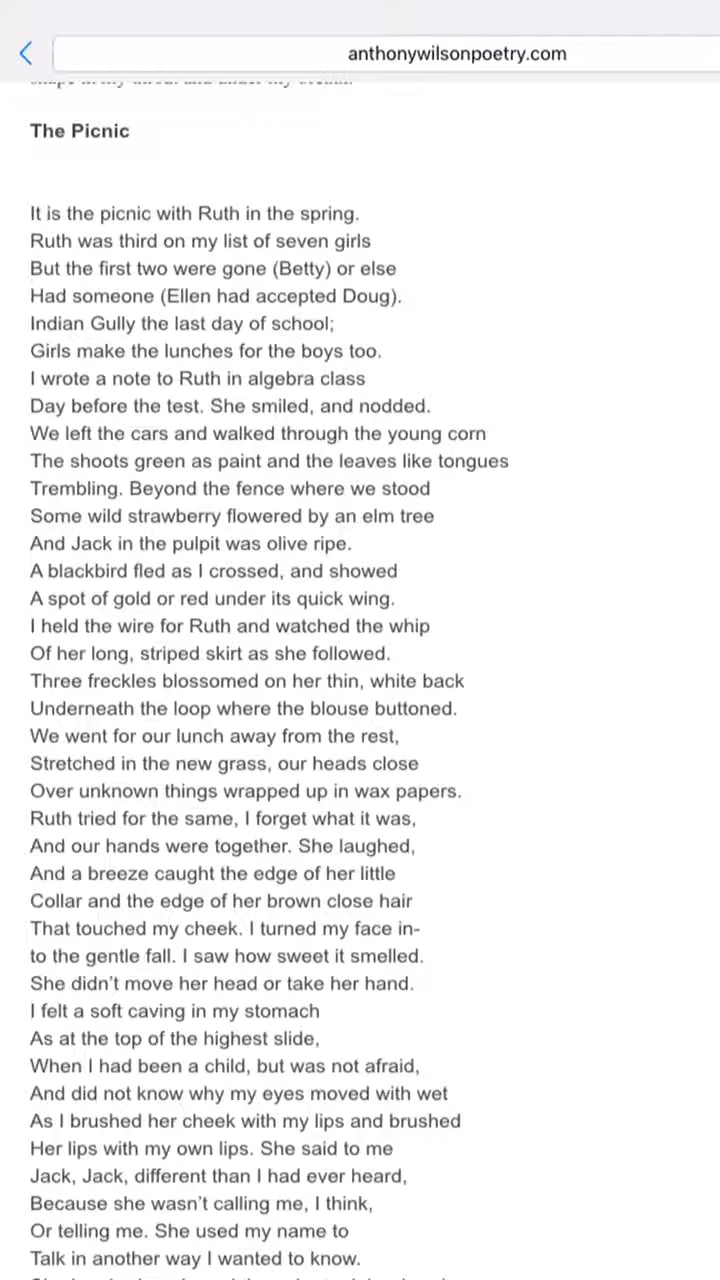 anthonywilsonpoetry.com
The Picnic
It is the picnic with Ruth in the spring.
Ruth was third on my list of seven girls
But the first two were gone (Betty) or else
Had someone (Ellen had accepted Doug).
Indian Gully the last day of school;
Girls make the lunches for the boys too.
I wrote a note to Ruth in algebra class
Day before the test. She smiled, and nodded.
We left the cars and walked through the young corn
The shoots green as paint and the leaves like tongues
Trembling. Beyond the fence where we stood
Some wild strawberry flowered by an elm tree
And Jack in the pulpit was olive ripe.
A blackbird fled as I crossed, and showed
A spot of gold or red under its quick wing.
I held the wire for Ruth and watched the whip
Of her long, striped skirt as she followed.
Three freckles blossomed on her thin, white back
Underneath the loop where the blouse buttoned.
We went for our lunch away from the rest,
Stretched in the new grass, our heads close
Over unknown things wrapped up in wax papers.
Ruth tried for the same, I forget what it was,
And our hands were together. She laughed,
And a breeze caught the edge of her little
Collar and the edge of her brown close hair
That touched my cheek. I turned my face in-
to the gentle fall. I saw how sweet it smelled.
She didn't move her head or take her hand.
I felt a soft caving in my stomach
As at the top of the highest slide,
When I had been a child, but was not afraid,
And did not know why my eyes moved with wet
As I brushed her cheek with my lips and brushed
Her lips with my own lips. She said to me
Jack, Jack, different than I had ever heard,
Because she wasn't calling me, I think,
Or telling me. She used my name to
Talk in another way I wanted to know.